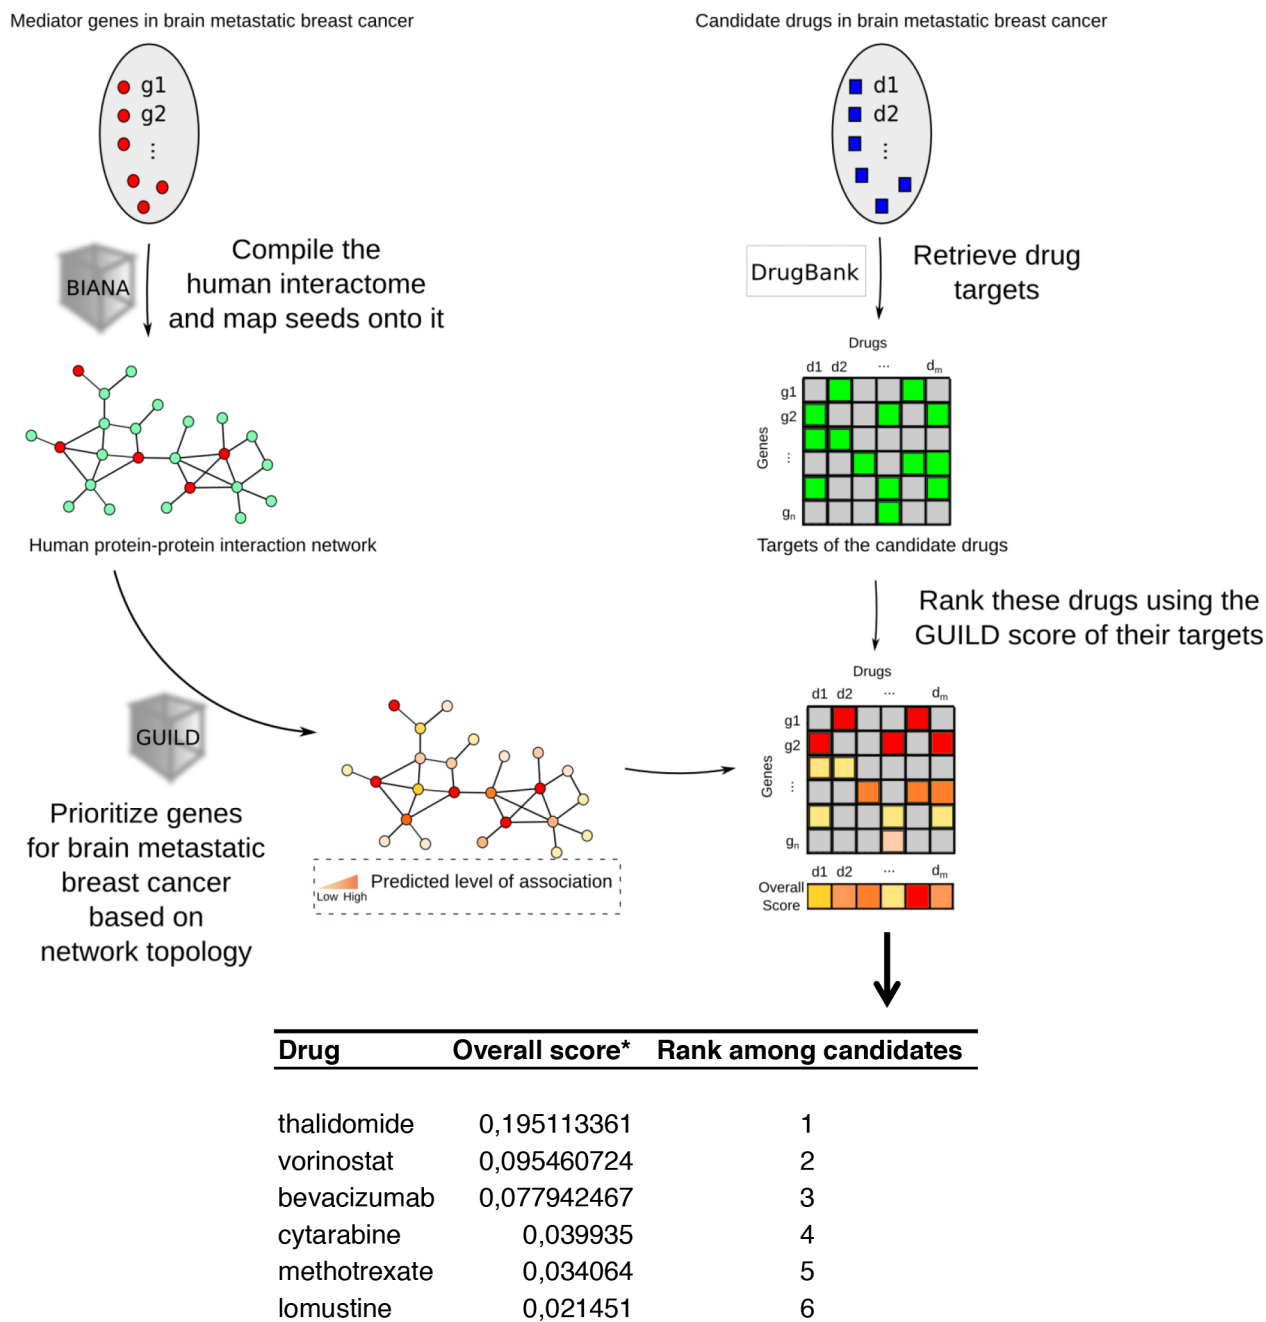 Mediator genes in brain metastatic breast cancer
g1
g2
...
BIANA
Compile the
human interactome
and map seeds onto it
Human protein-protein interaction network
GUILD
Prioritize genes
for brain metastatic
breast cancer
based on
network topology
Low High
Predicted level of association
Candidate drugs in brain metastatic breast cancer
d1
d2
...
DrugBank
Retrieve drug
targets
Drugs
d1 d2 ... dm
Genes
g1
g2
...
gn
Targets of the candidate drugs
Rank these drugs using the
GUILD score of their targets
Drugs
d1 d2 ... dm
Genes
g1
g2
...
gn
d1 d2 ... dm
Overall
Score
Drug Overall score* Rank among candidates
thalidomide 0,195113361 1
vorinostat 0,095460724 2
bevacizumab 0,077942467 3
cytarabine 0,039935 4
methotrexate 0,034064 5
lomustine 0,021451 6